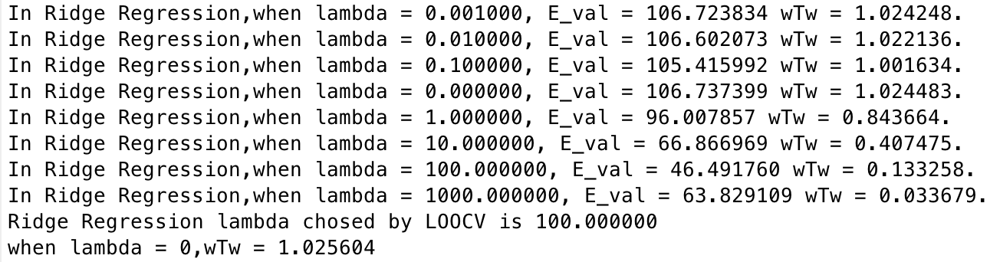 In Ridge Regression,when lambda = 0.001000, E_val = 106.723834 wTw = 1.024248.
In Ridge Regression,when lambda = 0.010000, E_val = 106.602073 wTw = 1.022136.
In Ridge Regression,when lambda = 0.100000, E_val = 105.415992 wTw = 1.001634.
In Ridge Regression,when lambda = 0.000000, E_val = 106.737399 wTw = 1.024483.
In Ridge Regression,when lambda = 1.000000, E_val = 96.007857 wTw = 0.843664.
In Ridge Regression,when lambda = 10.000000, E_val = 66.866969 wTw = 0.407475.
In Ridge Regression,when lambda = 100.000000, E_val = 46.491760 wTw = 0.133258.
In Ridge Regression,when lambda = 1000.000000, E_val = 63.829109 wTw = 0.033679.
Ridge Regression lambda chosed by LOOCV is 100.000000
when lambda = 0,wTw = 1.025604